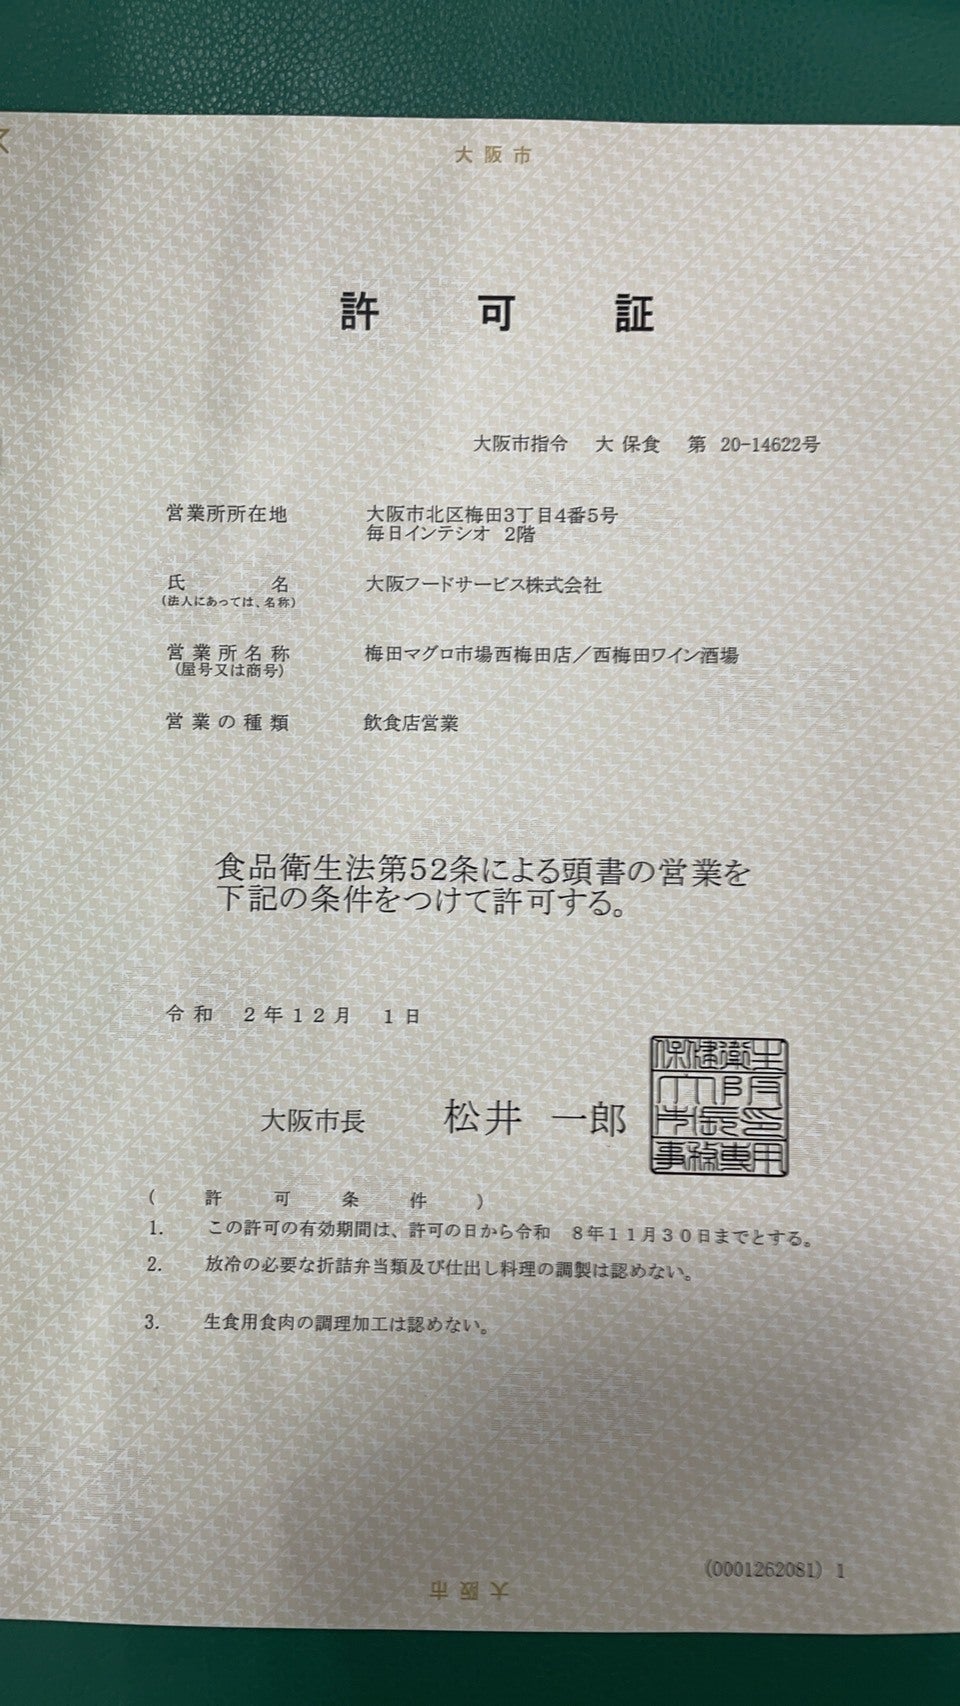 大阪市
許可証
大阪市指令 大保食 第 20-14622号
営業所所在地 大阪市北区梅田3丁目4番5号
毎日インテシオ 2階
氏名 大阪フードサービス株式会社
(法人にあっては、名称)
営業所名称 梅田マグロ市場西梅田店/西梅田ワイン酒場
(屋号又は商号)
営業の種類 飲食店営業
食品衛生法第52条による頭書の営業を
下記の条件をつけて許可する。
令和 2年12月 1日
大阪市長 松井 一郎
保健衛生
大阪
市長印
事務専用
( 許可条件 )
1. この許可の有効期間は、許可の日から令和 8年11月30日までとする。
2. 放冷の必要な折詰弁当類及び仕出し料理の調製は認めない。
3. 生食用食肉の調理加工は認めない。
(0001262081) 1
大阪市